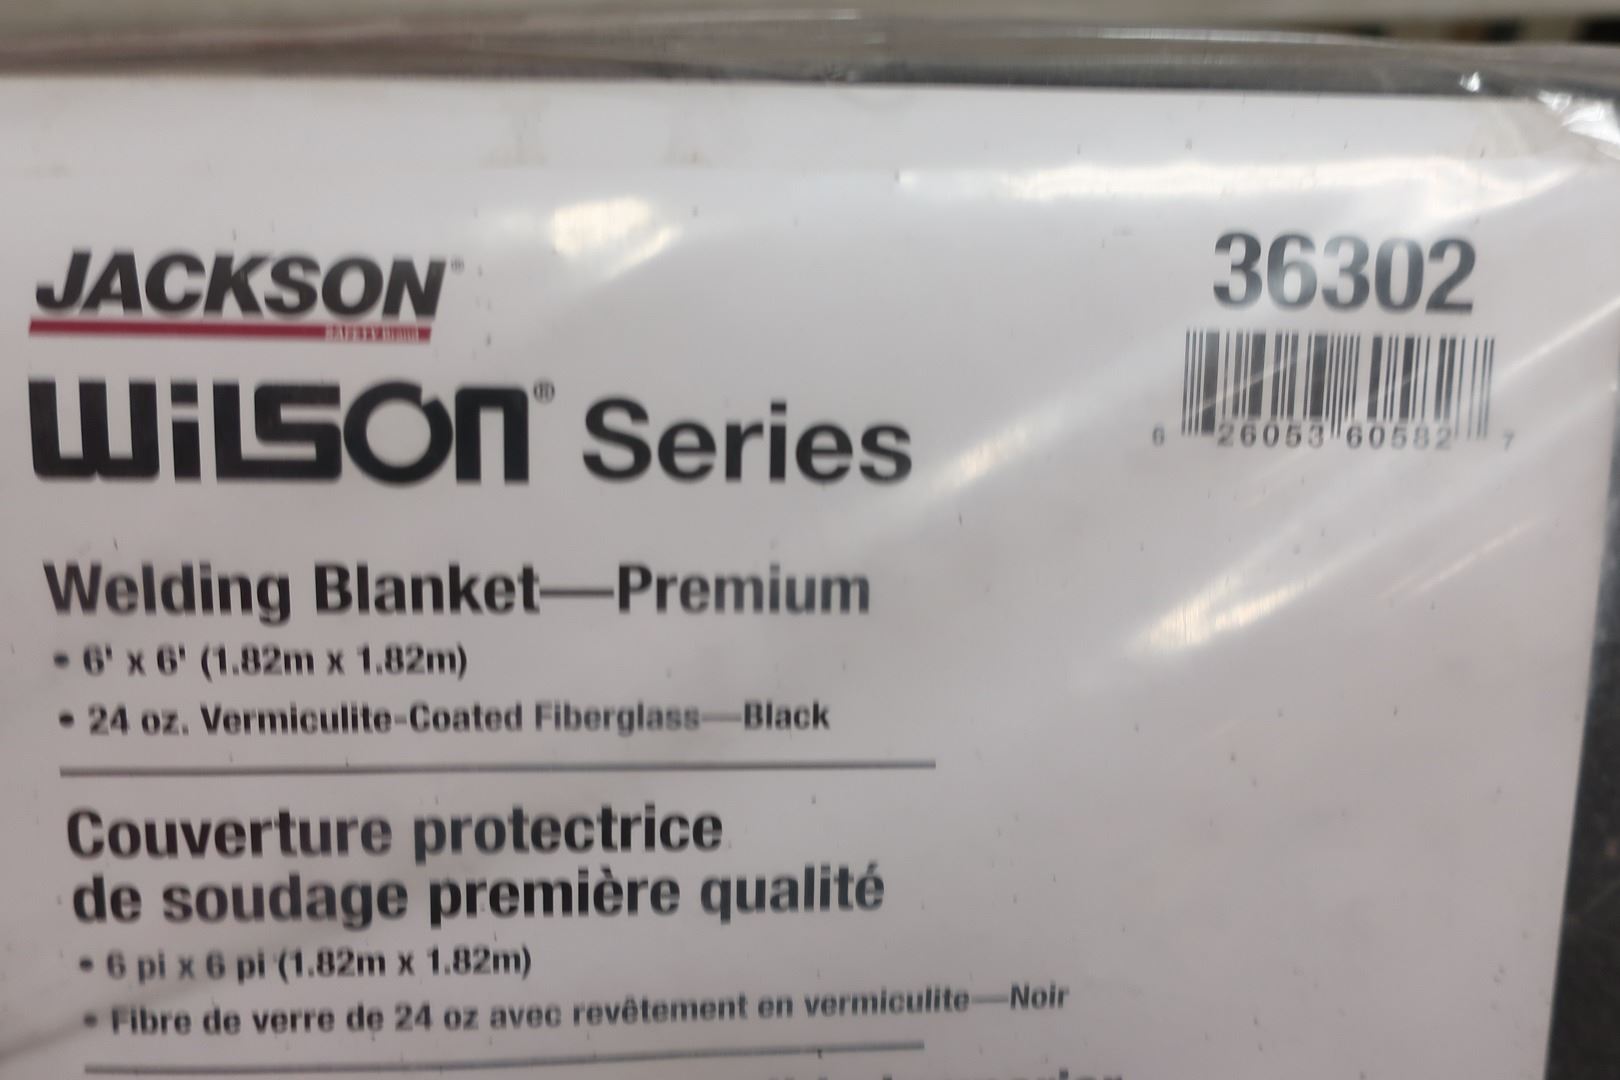 JACKSON®
SAFETY Brand
WILSON® Series
36302
6 26053 60582 7
Welding Blanket—Premium
• 6' x 6' (1.82m x 1.82m)
• 24 oz. Vermiculite-Coated Fiberglass—Black
Couverture protectrice
de soudage première qualité
• 6 pi x 6 pi (1.82m x 1.82m)
• Fibre de verre de 24 oz avec revêtement en vermiculite—Noir